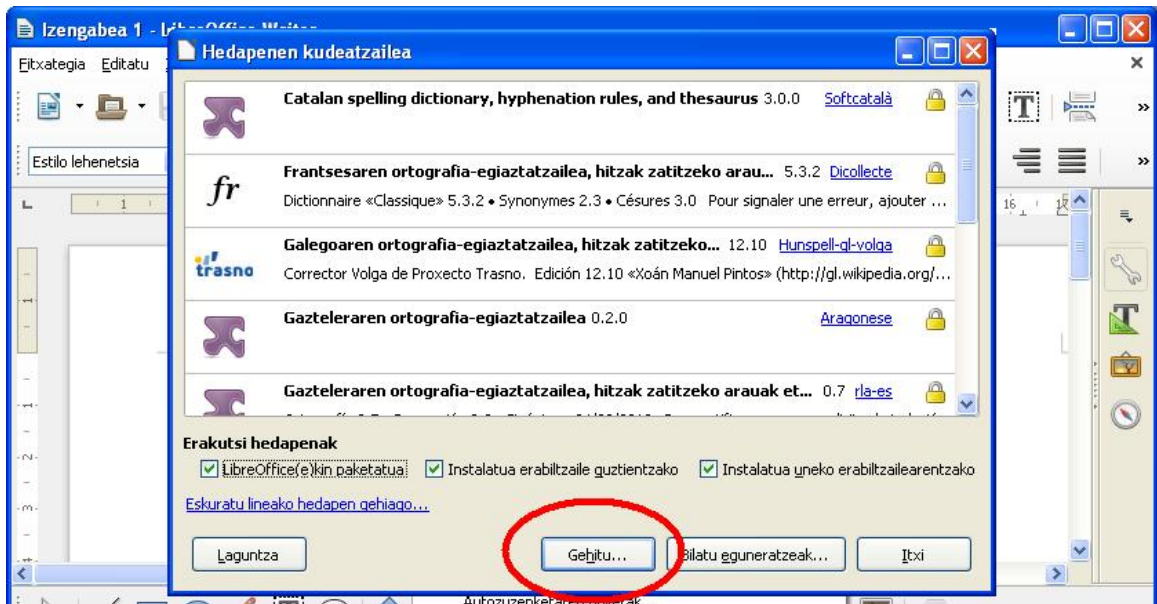 Izengabea 1 - LibreOffice Writer
Hedapenen kudeatzailea
Fitxategia Editatu
Catalan spelling dictionary, hyphenation rules, and thesaurus 3.0.0 Softcatalà
Estilo lehenetsia
fr
Frantsesaren ortografia-egiaztatzailea, hitzak zatitzeko arau... 5.3.2 Dicollecte
Dictionnaire «Classique» 5.3.2 • Synonymes 2.3 • Césures 3.0 Pour signaler une erreur, ajouter ...
1
16
trasno
Galegoaren ortografia-egiaztatzailea, hitzak zatitzeko... 12.10 Hunspell-gl-volga
Corrector Volga de Proxecto Trasno. Edición 12.10 «Xoán Manuel Pintos» (http://gl.wikipedia.org/...
Gazteleraren ortografia-egiaztatzailea 0.2.0 Aragonese
Gazteleraren ortografia-egiaztatzailea, hitzak zatitzeko arauak et... 0.7 rla-es
Erakutsi hedapenak
LibreOffice(e)kin paketatua Instalatua erabiltzaile guztientzako Instalatua uneko erabiltzailearentzako
Eskuratu lineako hedapen gehiago...
Laguntza Gehitu... Bilatu eguneratzeak... Itxi